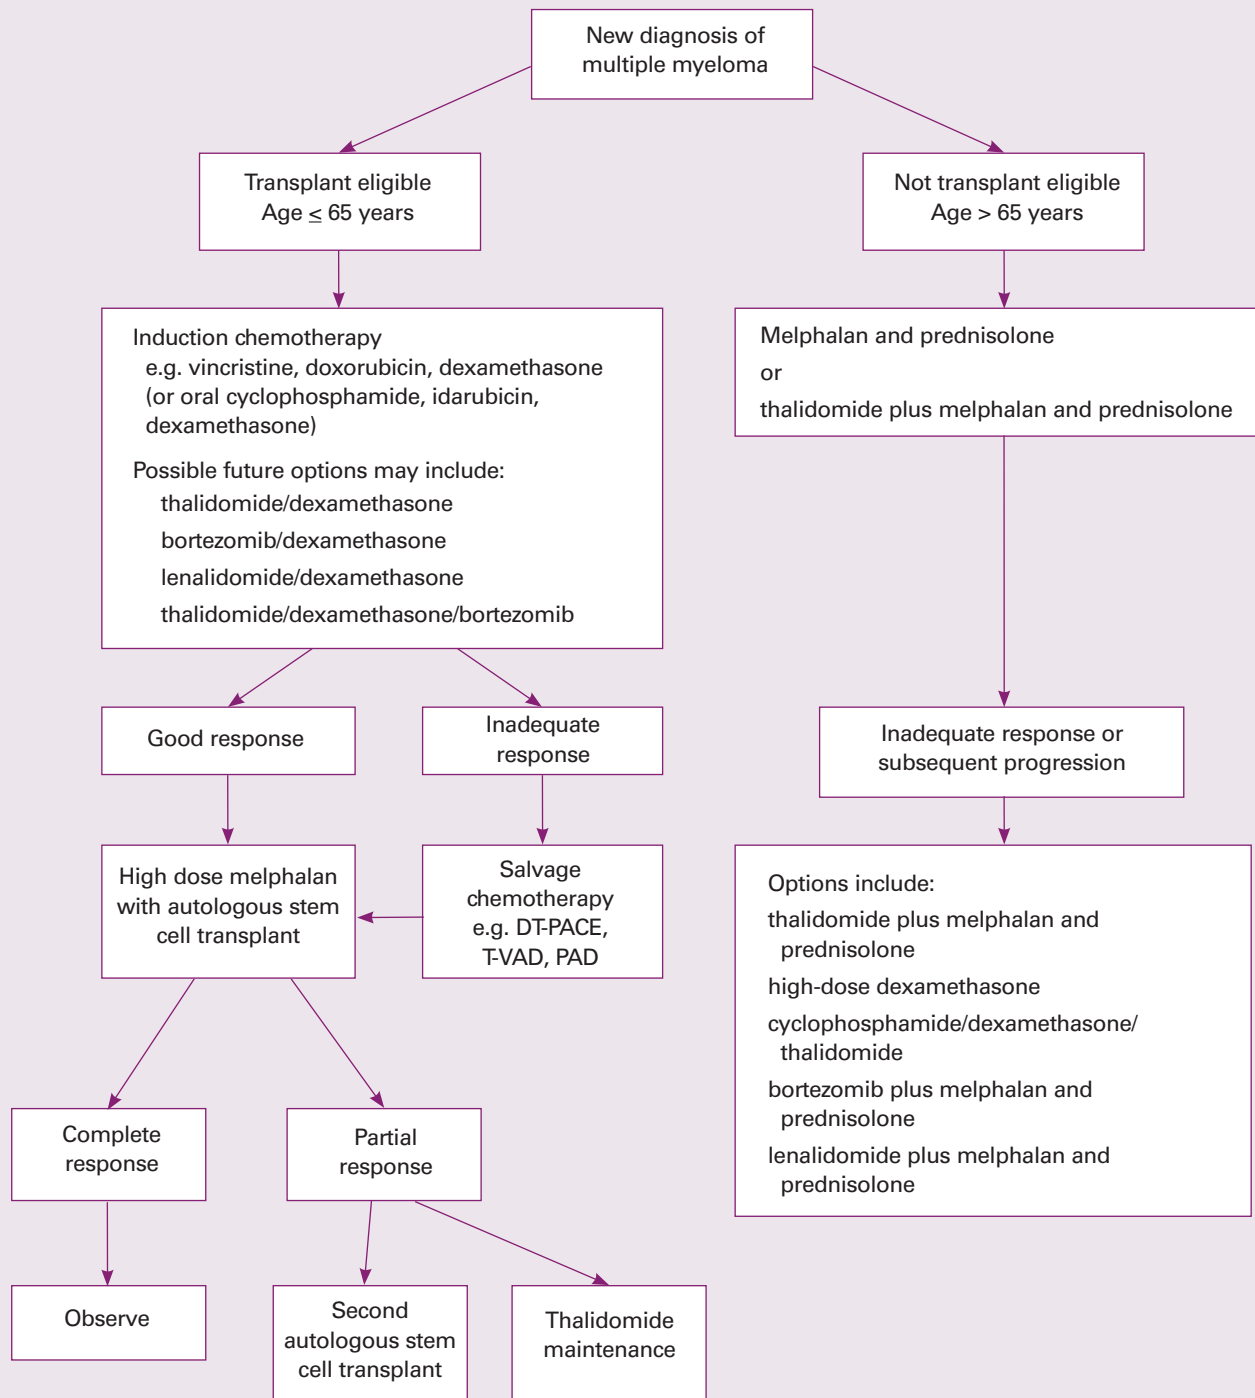 New diagnosis of
multiple myeloma
Transplant eligible
Age ≤ 65 years
Not transplant eligible
Age > 65 years
Induction chemotherapy
e.g. vincristine, doxorubicin, dexamethasone
(or oral cyclophosphamide, idarubicin,
dexamethasone)
Possible future options may include:
thalidomide/dexamethasone
bortezomib/dexamethasone
lenalidomide/dexamethasone
thalidomide/dexamethasone/bortezomib
Melphalan and prednisolone
or
thalidomide plus melphalan and prednisolone
Good response
Inadequate
response
Inadequate response or
subsequent progression
High dose melphalan
with autologous stem
cell transplant
Salvage
chemotherapy
e.g. DT-PACE,
T-VAD, PAD
Options include:
thalidomide plus melphalan and
prednisolone
high-dose dexamethasone
cyclophosphamide/dexamethasone/
thalidomide
bortezomib plus melphalan and
prednisolone
lenalidomide plus melphalan and
prednisolone
Complete
response
Partial
response
Observe
Second
autologous stem
cell transplant
Thalidomide
maintenance